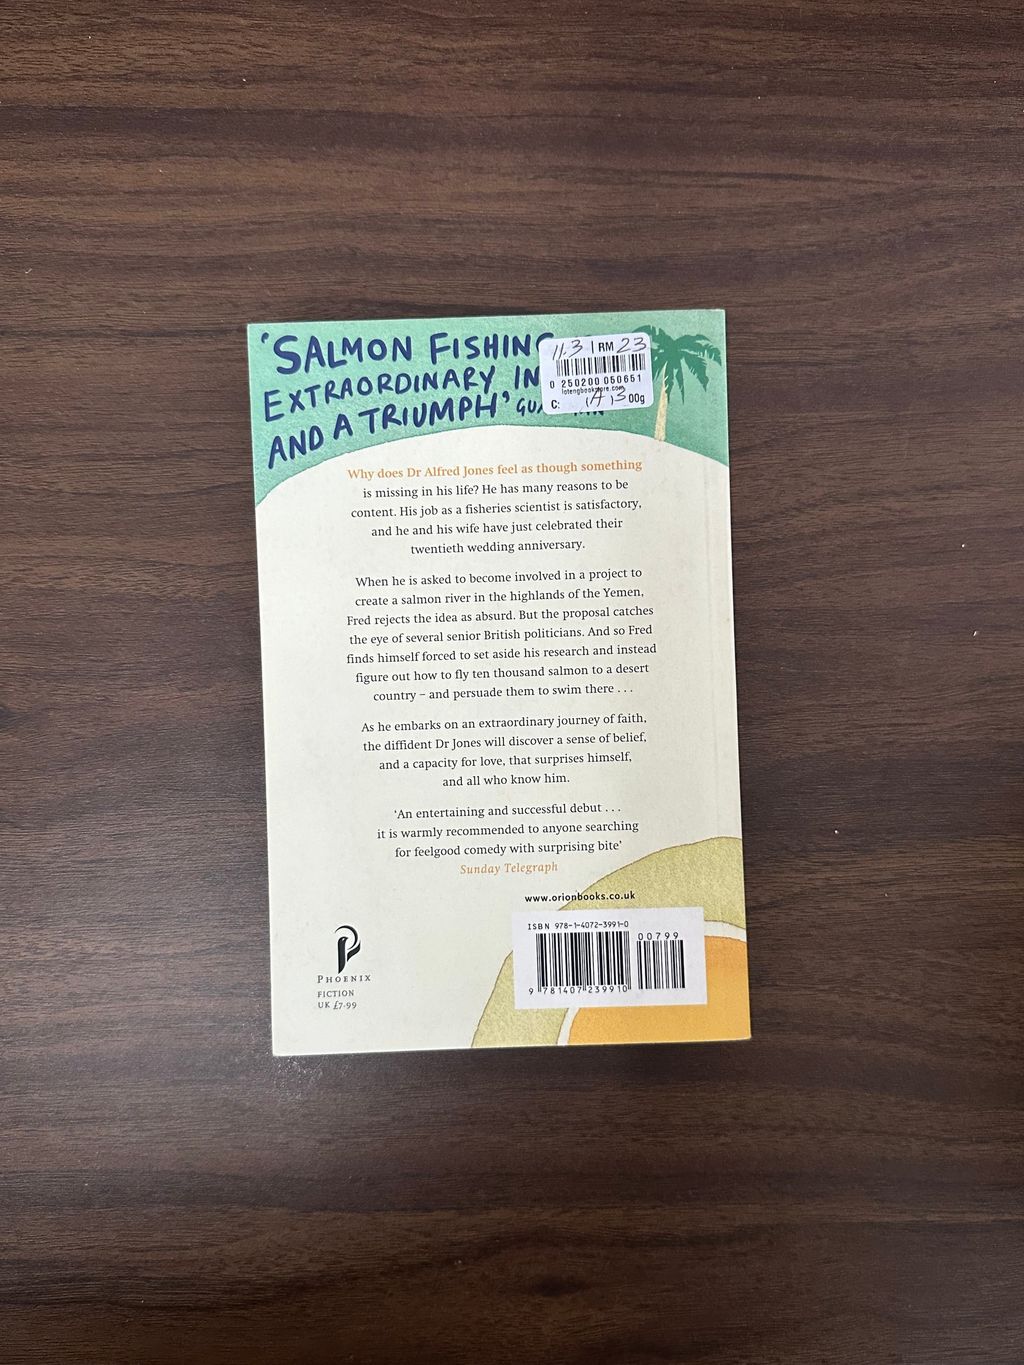 ‘SALMON FISHING
EXTRAORDINARY, IN
AND A TRIUMPH’
11.3 | RM 23
0 250200 050651
lotengbookstore.com
C: 00g
Why does Dr Alfred Jones feel as though something
is missing in his life? He has many reasons to be
content. His job as a fisheries scientist is satisfactory,
and he and his wife have just celebrated their
twentieth wedding anniversary.
When he is asked to become involved in a project to
create a salmon river in the highlands of the Yemen,
Fred rejects the idea as absurd. But the proposal catches
the eye of several senior British politicians. And so Fred
finds himself forced to set aside his research and instead
figure out how to fly ten thousand salmon to a desert
country – and persuade them to swim there . . .
As he embarks on an extraordinary journey of faith,
the diffident Dr Jones will discover a sense of belief,
and a capacity for love, that surprises himself,
and all who know him.
‘An entertaining and successful debut . . .
it is warmly recommended to anyone searching
for feelgood comedy with surprising bite’
Sunday Telegraph
www.orionbooks.co.uk
ISBN 978-1-4072-3991-0
00799
9 781407 239910
PHOENIX
FICTION
UK £7.99